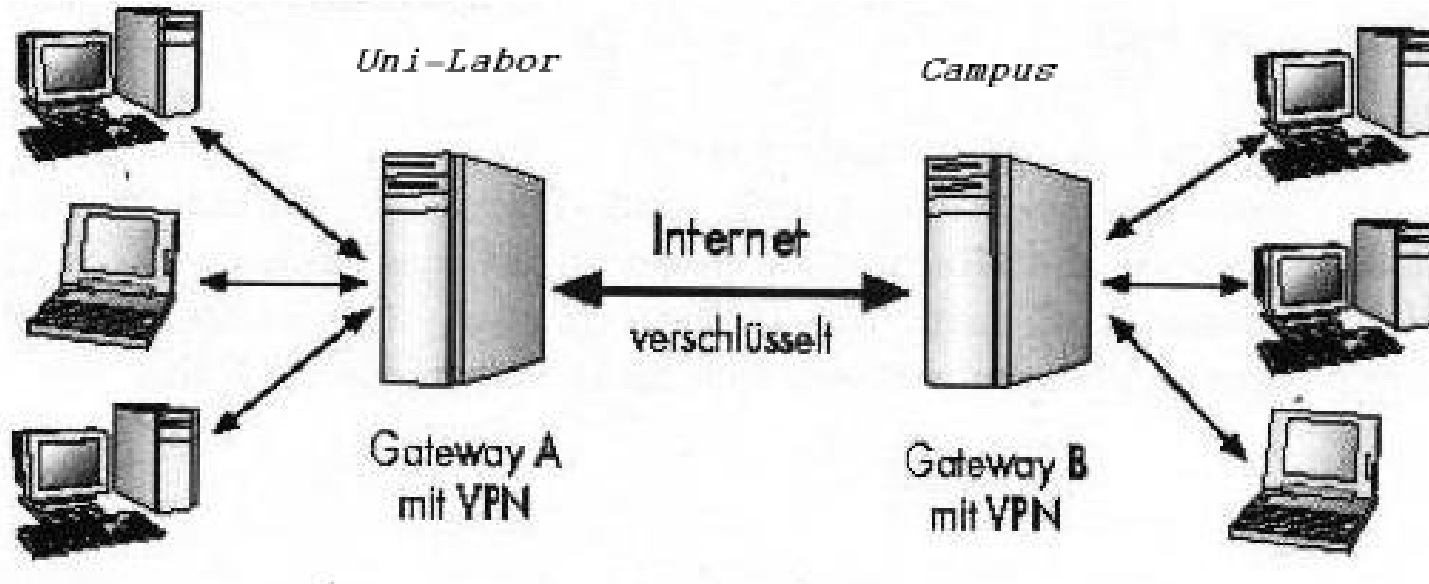 Uni-Labor
Campus
Internet
verschlüsselt
Gateway A
mit VPN
Gateway B
mit VPN